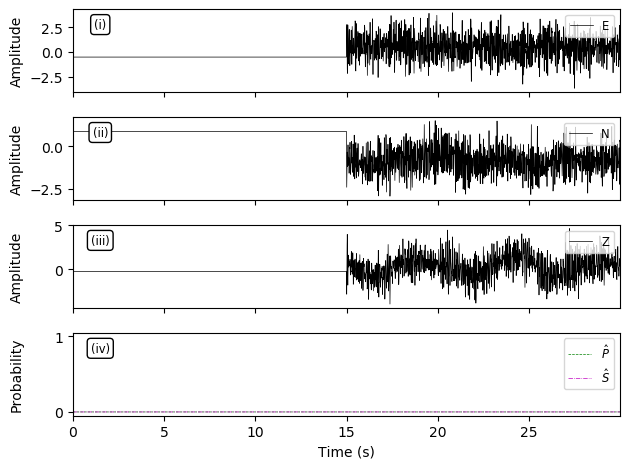 (i)
E
Amplitude
2.5
0.0
−2.5
(ii)
N
Amplitude
0.0
−2.5
(iii)
Z
Amplitude
5
0
(iv)
P̂
Ŝ
Probability
1
0
0 5 10 15 20 25
Time (s)